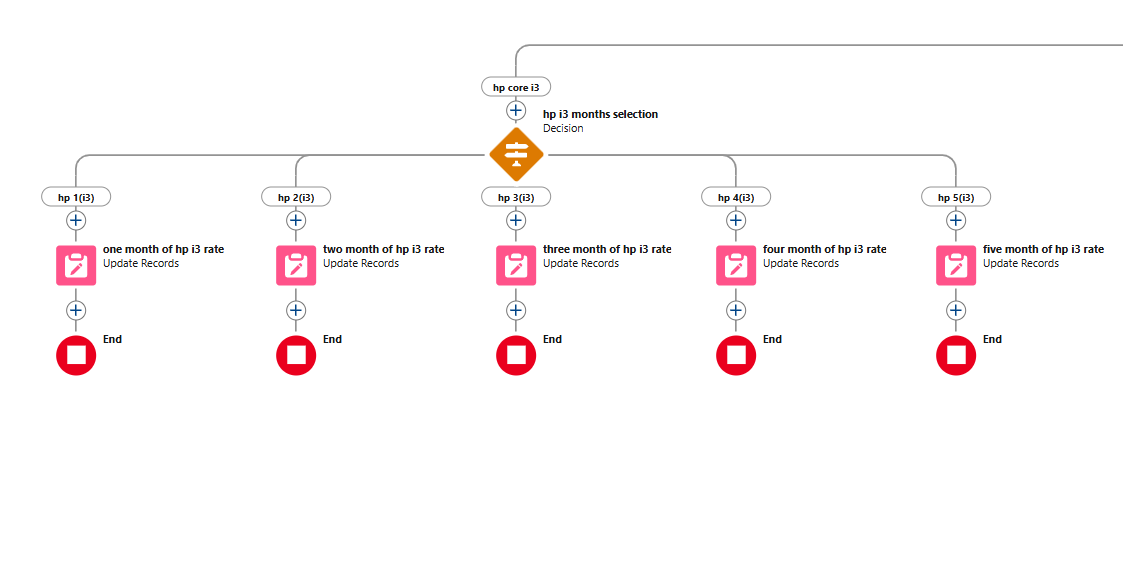 hp core i3
hp i3 months selection
Decision
hp 1(i3)
hp 2(i3)
hp 3(i3)
hp 4(i3)
hp 5(i3)
one month of hp i3 rate
Update Records
two month of hp i3 rate
Update Records
three month of hp i3 rate
Update Records
four month of hp i3 rate
Update Records
five month of hp i3 rate
Update Records
End
End
End
End
End